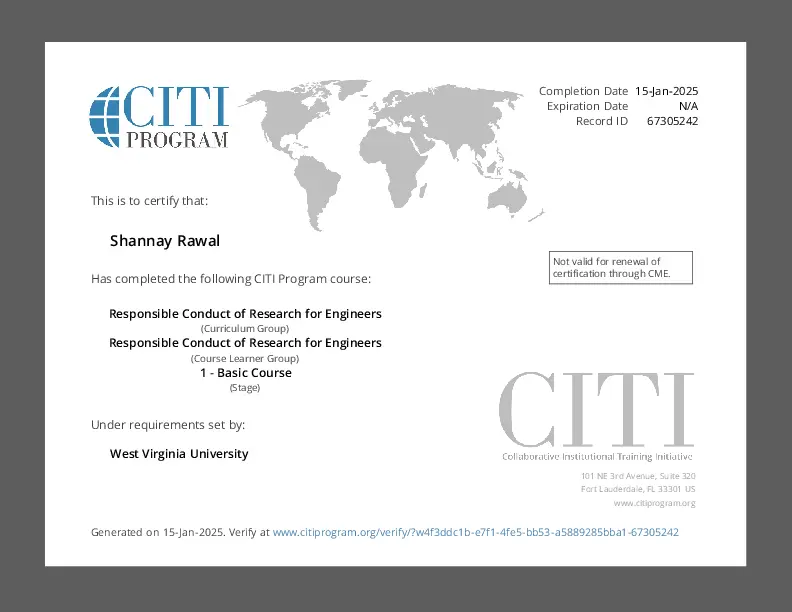 CITI
PROGRAM
Completion Date 15-Jan-2025
Expiration Date N/A
Record ID 67305242
This is to certify that:
Shannay Rawal
Not valid for renewal of
certification through CME.
Has completed the following CITI Program course:
Responsible Conduct of Research for Engineers
(Curriculum Group)
Responsible Conduct of Research for Engineers
(Course Learner Group)
1 - Basic Course
(Stage)
Under requirements set by:
West Virginia University
CITI
Collaborative Institutional Training Initiative
101 NE 3rd Avenue, Suite 320
Fort Lauderdale, FL 33301 US
www.citiprogram.org
Generated on 15-Jan-2025. Verify at www.citiprogram.org/verify/?w4f3ddc1b-e7f1-4fe5-bb53-a5889285bba1-67305242